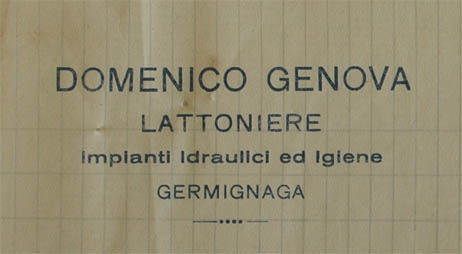 DOMENICO GENOVA
LATTONIERE
Impianti Idraulici ed Igiene
GERMIGNAGA